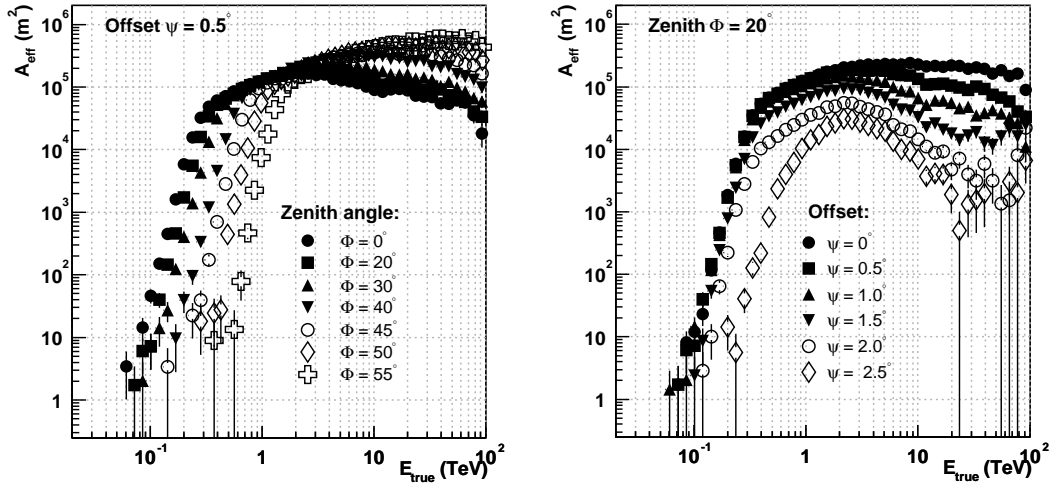 Offset ψ = 0.5°
A_eff (m²)
10⁶
10⁵
10⁴
10³
10²
10
1
Zenith angle:
Φ = 0°
Φ = 20°
Φ = 30°
Φ = 40°
Φ = 45°
Φ = 50°
Φ = 55°
10⁻¹ 1 10 10²
E_true (TeV)
Zenith Φ = 20°
A_eff (m²)
10⁶
10⁵
10⁴
10³
10²
10
1
Offset:
ψ = 0°
ψ = 0.5°
ψ = 1.0°
ψ = 1.5°
ψ = 2.0°
ψ = 2.5°
10⁻¹ 1 10 10²
E_true (TeV)